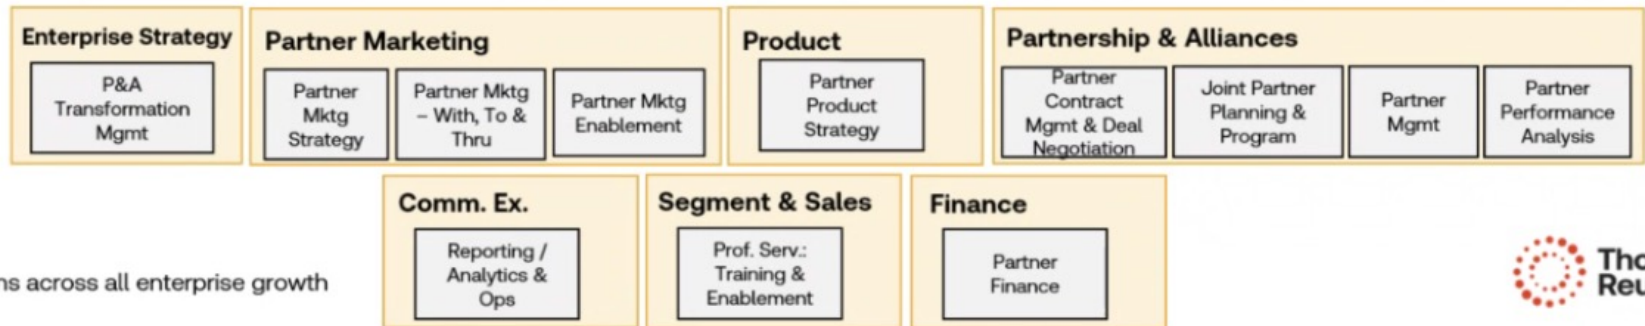 Enterprise Strategy
P&A
Transformation
Mgmt
Partner Marketing
Partner
Mktg
Strategy
Partner Mktg
– With, To &
Thru
Partner Mktg
Enablement
Product
Partner
Product
Strategy
Partnership & Alliances
Partner
Contract
Mgmt & Deal
Negotiation
Joint Partner
Planning &
Program
Partner
Mgmt
Partner
Performance
Analysis
Comm. Ex.
Reporting /
Analytics &
Ops
Segment & Sales
Prof. Serv.:
Training &
Enablement
Finance
Partner
Finance
ns across all enterprise growth
Tho
Reu